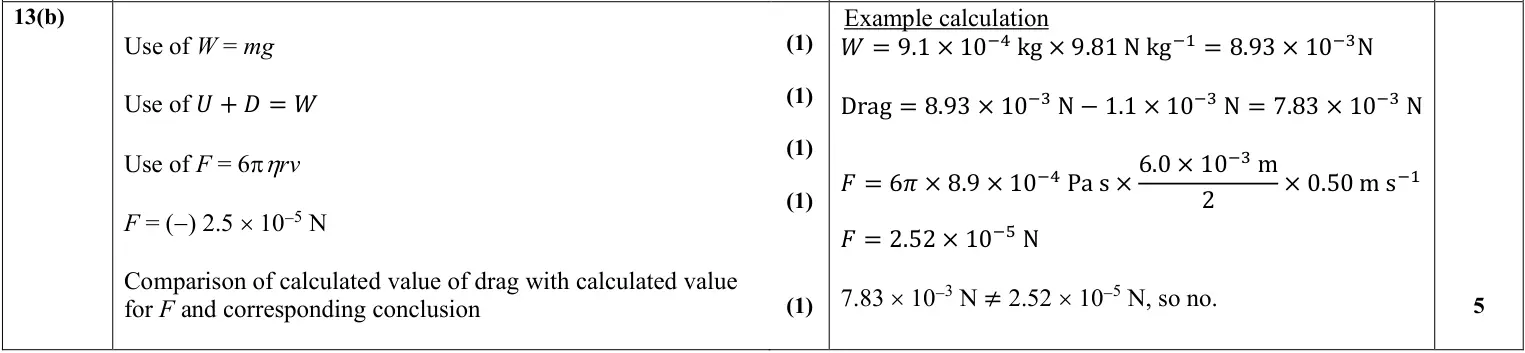 13(b)
Use of W = mg (1)
Use of U + D = W (1)
Use of F = 6πηrv (1)
F = (–) 2.5 × 10⁻⁵ N (1)
Comparison of calculated value of drag with calculated value
for F and corresponding conclusion (1)
Example calculation
W = 9.1 × 10⁻⁴ kg × 9.81 N kg⁻¹ = 8.93 × 10⁻³N
Drag = 8.93 × 10⁻³ N − 1.1 × 10⁻³ N = 7.83 × 10⁻³ N
F = 6π × 8.9 × 10⁻⁴ Pa s × 6.0 × 10⁻³ m / 2 × 0.50 m s⁻¹
F = 2.52 × 10⁻⁵ N
7.83 × 10⁻³ N ≠ 2.52 × 10⁻⁵ N, so no.
5